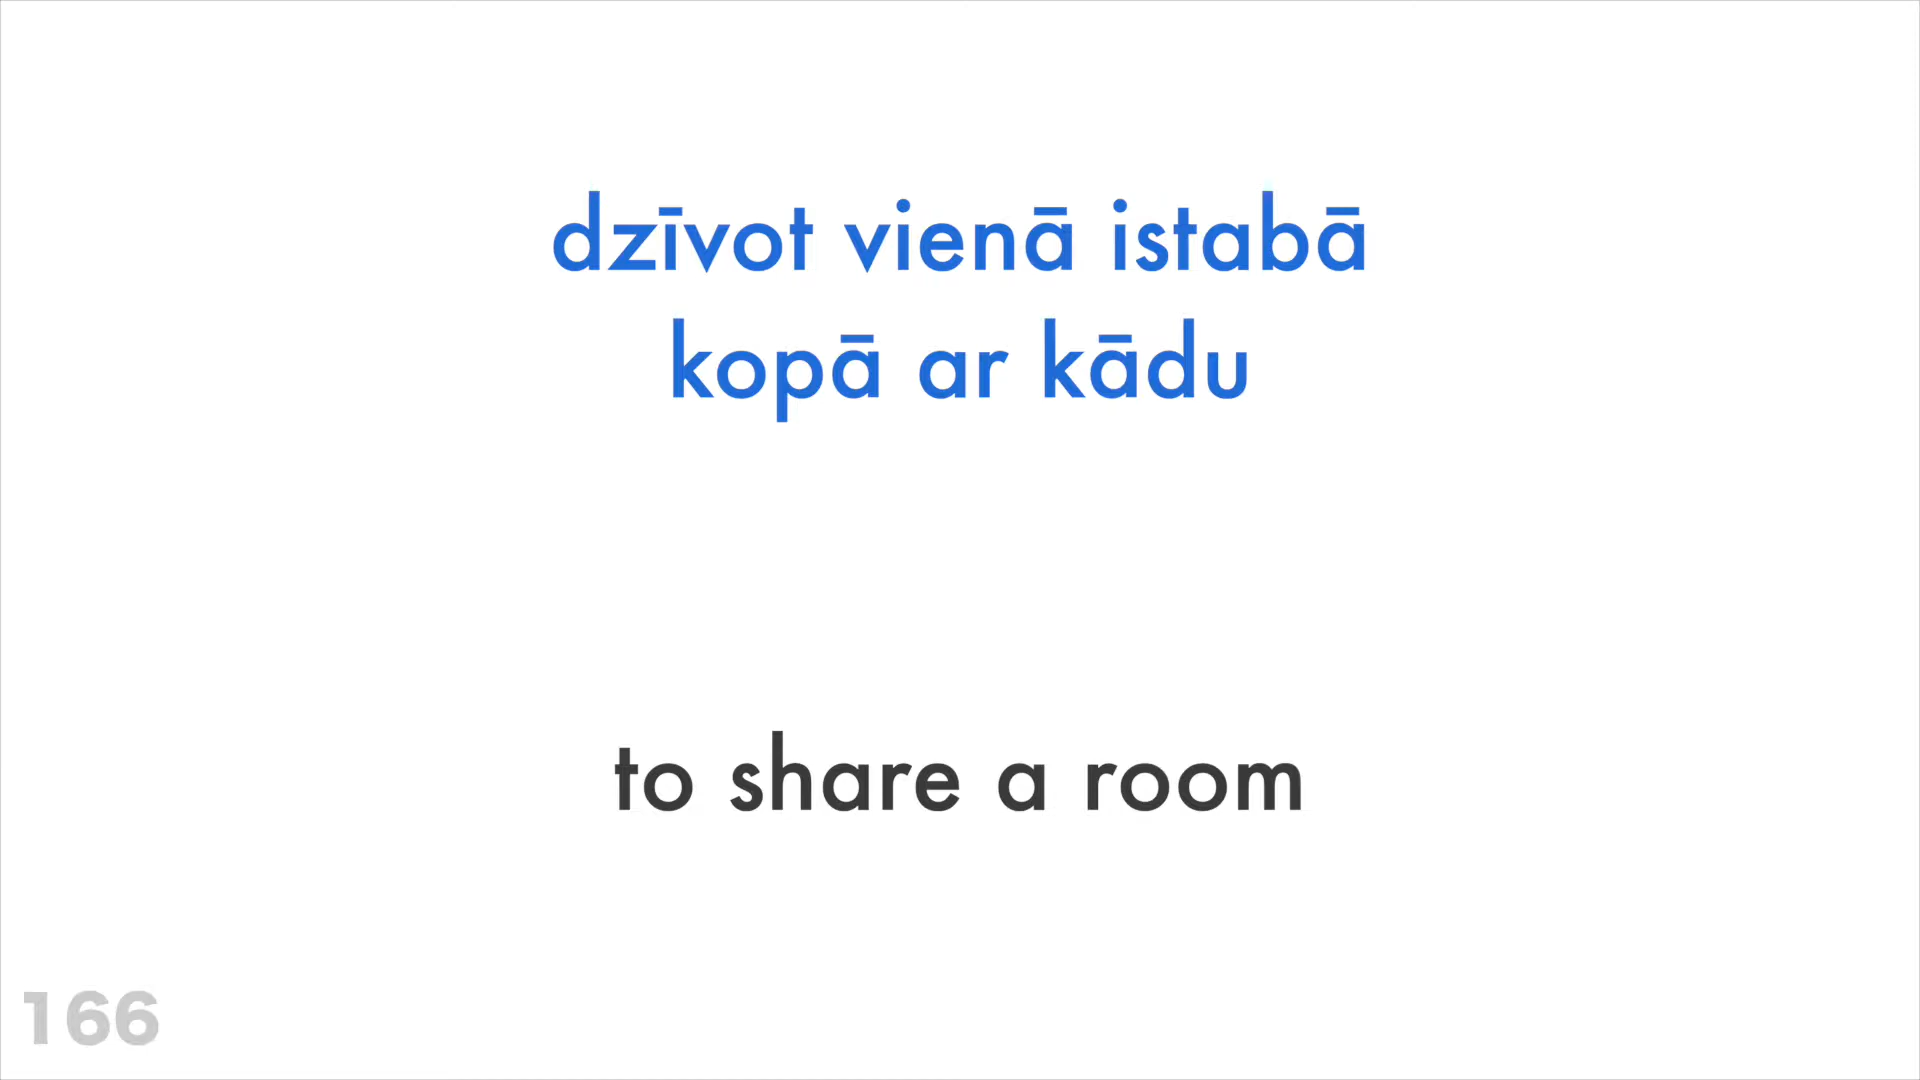 dzīvot vienā istabā
kopā ar kādu
to share a room
166